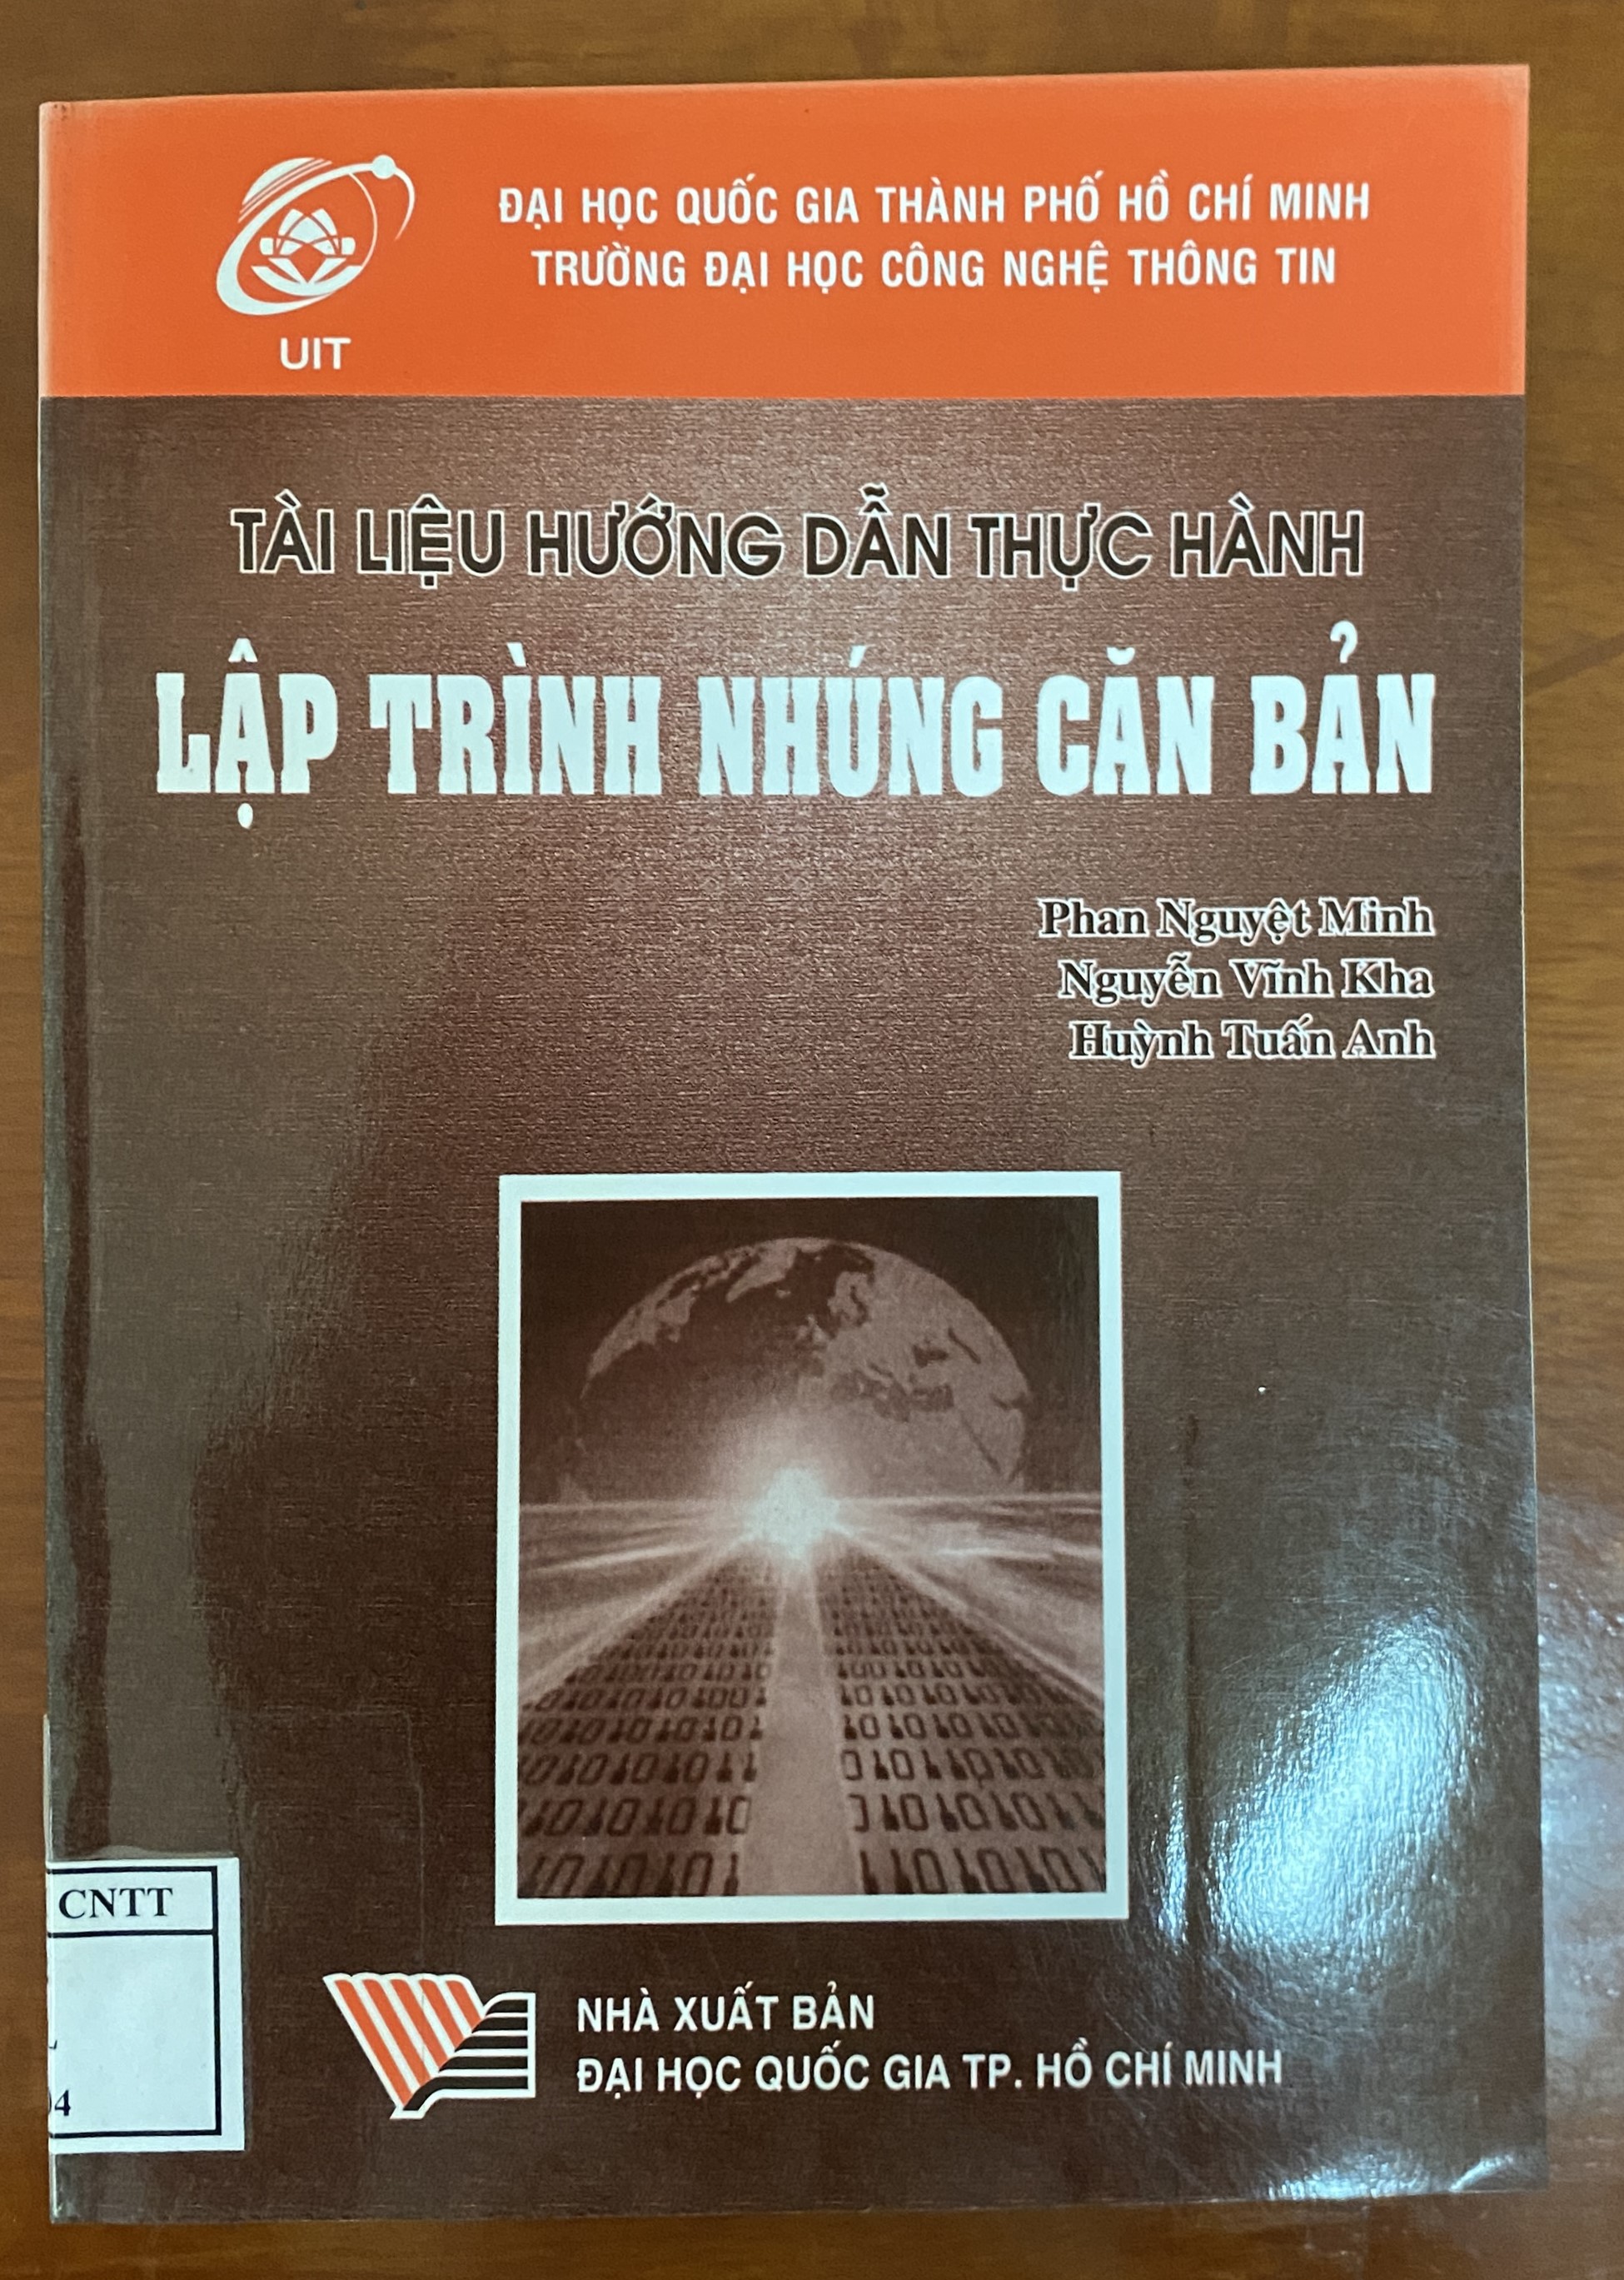 ĐẠI HỌC QUỐC GIA THÀNH PHỐ HỒ CHÍ MINH
TRƯỜNG ĐẠI HỌC CÔNG NGHỆ THÔNG TIN
UIT
TÀI LIỆU HƯỚNG DẪN THỰC HÀNH
LẬP TRÌNH NHÚNG CĂN BẢN
Phan Nguyệt Minh
Nguyễn Vĩnh Kha
Huỳnh Tuấn Anh
CNTT
NHÀ XUẤT BẢN
ĐẠI HỌC QUỐC GIA TP. HỒ CHÍ MINH